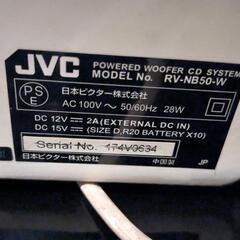 JVC
POWERED WOOFER CD SYSTEM
MODEL No. RV-NB50-W
PS
E
日本ビクター株式会社
AC 100V ~ 50/60Hz 28W
DC 12V ⎓ 2A (EXTERNAL DC IN)
DC 15V ⎓ (SIZE D,R20 BATTERY X10)
Serial No. 174V0634
日本ビクター株式会社
中国製
JP